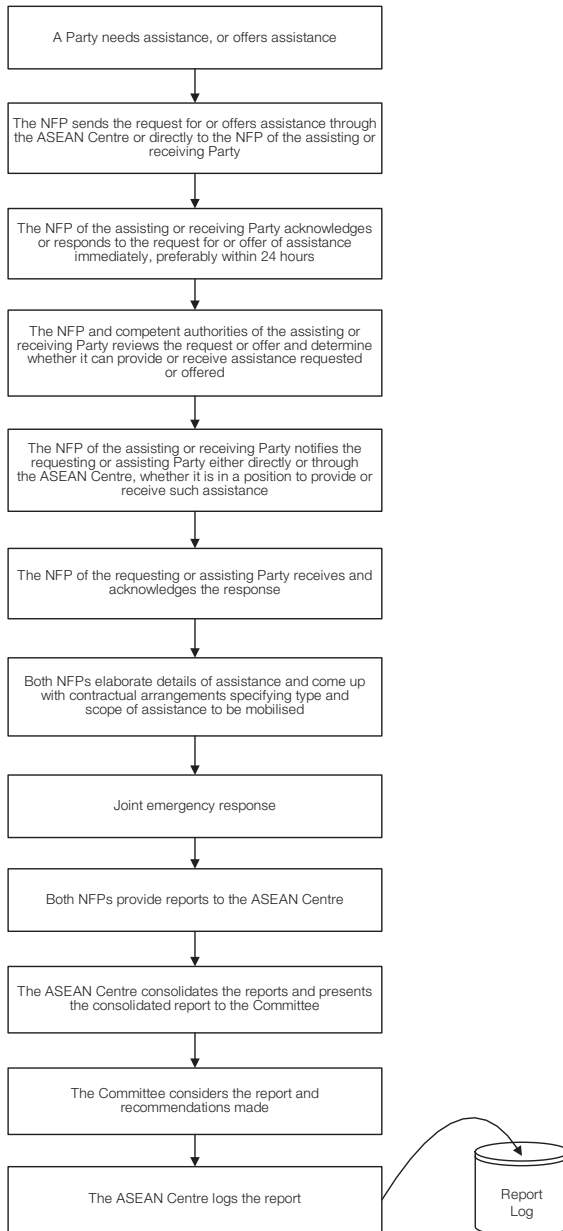 A Party needs assistance, or offers assistance
The NFP sends the request for or offers assistance through
the ASEAN Centre or directly to the NFP of the assisting or
receiving Party
The NFP of the assisting or receiving Party acknowledges
or responds to the request for or offer of assistance
immediately, preferably within 24 hours
The NFP and competent authorities of the assisting or
receiving Party reviews the request or offer and determine
whether it can provide or receive assistance requested
or offered
The NFP of the assisting or receiving Party notifies the
requesting or assisting Party either directly or through
the ASEAN Centre, whether it is in a position to provide or
receive such assistance
The NFP of the requesting or assisting Party receives and
acknowledges the response
Both NFPs elaborate details of assistance and come up
with contractual arrangements specifying type and
scope of assistance to be mobilised
Joint emergency response
Both NFPs provide reports to the ASEAN Centre
The ASEAN Centre consolidates the reports and presents
the consolidated report to the Committee
The Committee considers the report and
recommendations made
The ASEAN Centre logs the report
Report
Log